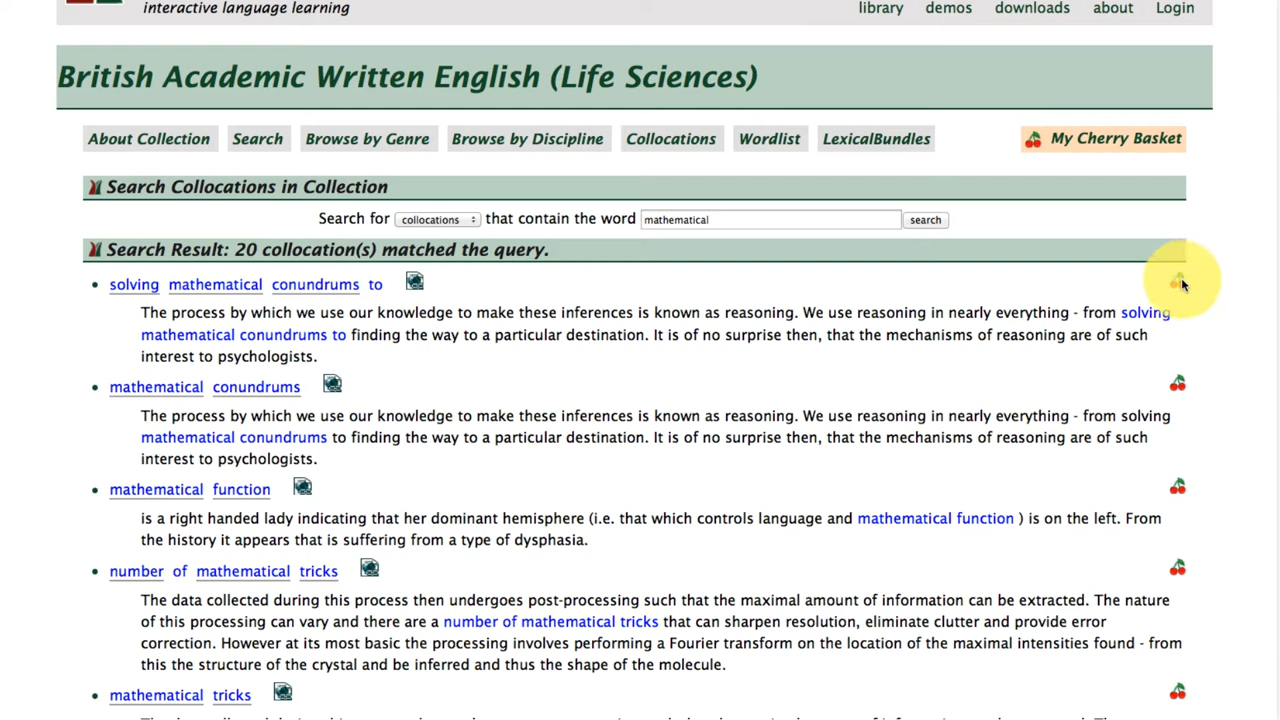 interactive language learning
library demos downloads about Login
British Academic Written English (Life Sciences)
About Collection Search Browse by Genre Browse by Discipline Collocations Wordlist LexicalBundles My Cherry Basket
Search Collocations in Collection
Search for collocations that contain the word mathematical search
Search Result: 20 collocation(s) matched the query.
• solving mathematical conundrums to
The process by which we use our knowledge to make these inferences is known as reasoning. We use reasoning in nearly everything - from solving
mathematical conundrums to finding the way to a particular destination. It is of no surprise then, that the mechanisms of reasoning are of such
interest to psychologists.
• mathematical conundrums
The process by which we use our knowledge to make these inferences is known as reasoning. We use reasoning in nearly everything - from solving
mathematical conundrums to finding the way to a particular destination. It is of no surprise then, that the mechanisms of reasoning are of such
interest to psychologists.
• mathematical function
is a right handed lady indicating that her dominant hemisphere (i.e. that which controls language and mathematical function ) is on the left. From
the history it appears that is suffering from a type of dysphasia.
• number of mathematical tricks
The data collected during this process then undergoes post-processing such that the maximal amount of information can be extracted. The nature
of this processing can vary and there are a number of mathematical tricks that can sharpen resolution, eliminate clutter and provide error
correction. However at its most basic the processing involves performing a Fourier transform on the location of the maximal intensities found - from
this the structure of the crystal and be inferred and thus the shape of the molecule.
• mathematical tricks